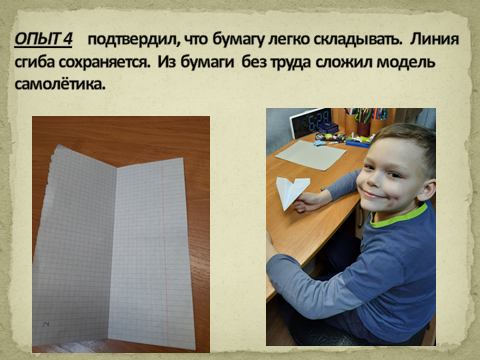 ОПЫТ 4 подтвердил, что бумагу легко складывать. Линия
сгиба сохраняется. Из бумаги без труда сложил модель
самолётика.